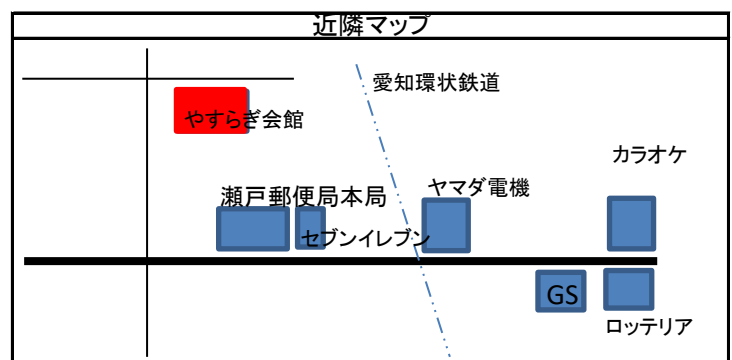 近隣マップ
愛知環状鉄道
やすらぎ会館
カラオケ
ヤマダ電機
瀬戸郵便局本局
セブンイレブン
GS
ロッテリア